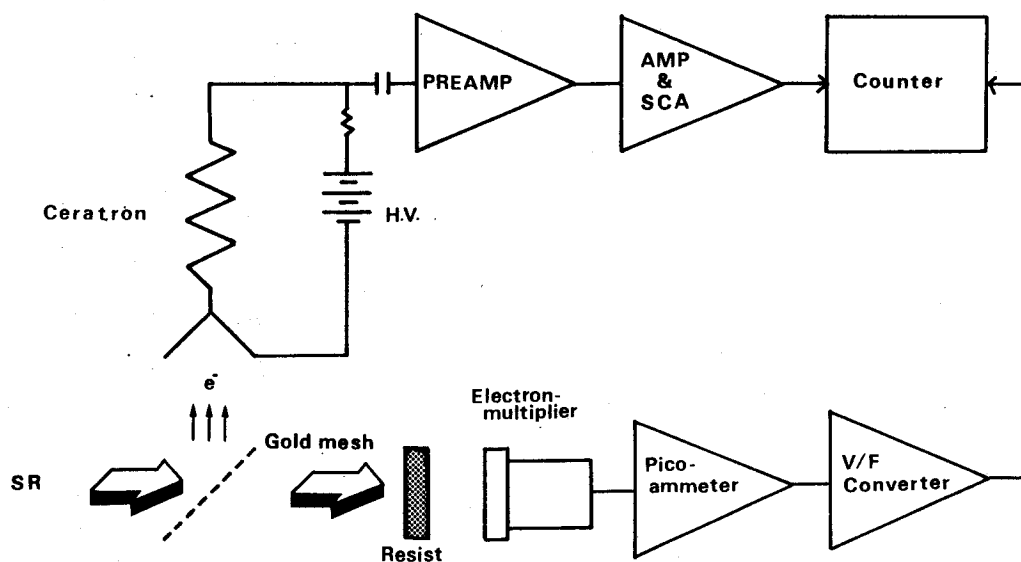 PREAMP
AMP
&
SCA
Counter
Ceratron
H.V.
e-
Electron-
multiplier
Gold mesh
SR
Pico-
ammeter
V/F
Converter
Resist